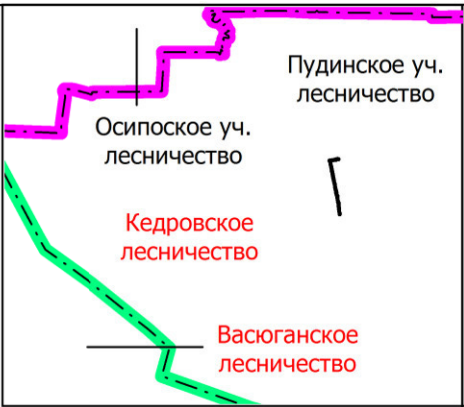 Пудинское уч.
лесничество
Осипоское уч.
лесничество
Кедровское
лесничество
Васюганское
лесничество